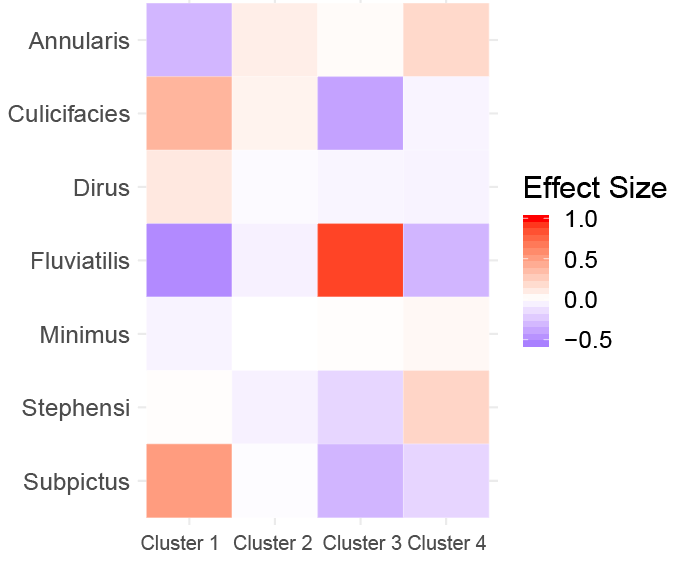 Annularis
Culicifacies
Dirus
Fluviatilis
Minimus
Stephensi
Subpictus
Cluster 1 Cluster 2 Cluster 3 Cluster 4
Effect Size
1.0
0.5
0.0
−0.5